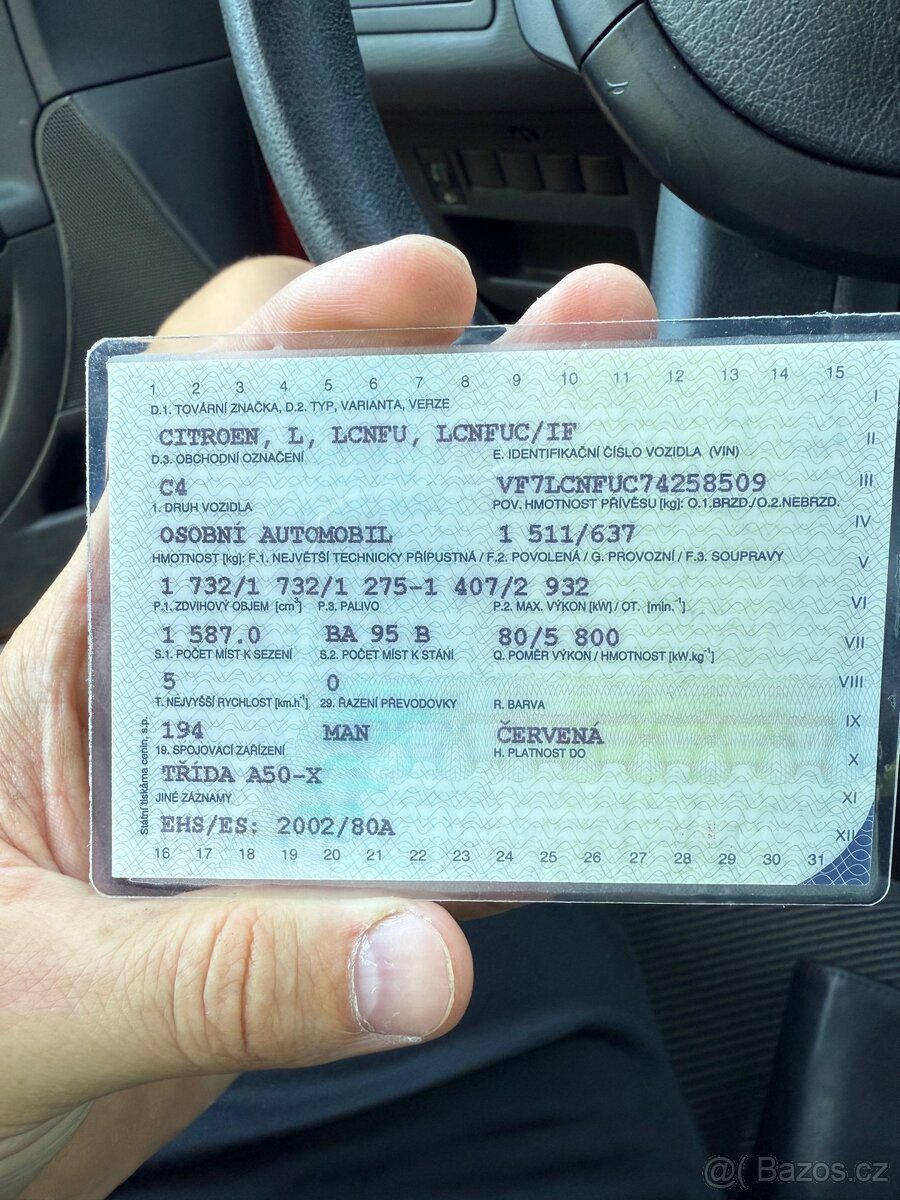 1 2 3 4 5 6 7 8 9 10 11 12 13 14 15
I
D.1. TOVÁRNÍ ZNAČKA, D.2. TYP, VARIANTA, VERZE
CITROEN, L, LCNFU, LCNFUC/IF
II
D.3. OBCHODNÍ OZNAČENÍ E. IDENTIFIKAČNÍ ČÍSLO VOZIDLA (VIN)
C4 VF7LCNFUC74258509 III
1. DRUH VOZIDLA POV. HMOTNOST PŘÍVĚSU [kg]: O.1.BRZD./O.2.NEBRZD.
OSOBNÍ AUTOMOBIL 1 511/637 IV
HMOTNOST [kg]: F.1. NEJVĚTŠÍ TECHNICKY PŘÍPUSTNÁ / F.2. POVOLENÁ / G. PROVOZNÍ / F.3. SOUPRAVY V
1 732/1 732/1 275-1 407/2 932
P.1. ZDVIHOVÝ OBJEM [cm³] P.3. PALIVO P.2. MAX. VÝKON [kW] / OT. [min.⁻¹] VI
1 587.0 BA 95 B 80/5 800 VII
S.1. POČET MÍST K SEZENÍ S.2. POČET MÍST K STÁNÍ Q. POMĚR VÝKON / HMOTNOST [kW.kg⁻¹]
5 0 VIII
T. NEJVYŠŠÍ RYCHLOST [km.h⁻¹] 29. ŘAZENÍ PŘEVODOVKY R. BARVA
194 MAN ČERVENÁ IX
19. SPOJOVACÍ ZAŘÍZENÍ H. PLATNOST DO X
TŘÍDA A50-X
JINÉ ZÁZNAMY XI
EHS/ES: 2002/80A XII
16 17 18 19 20 21 22 23 24 25 26 27 28 29 30 31
Státní tiskárna cenin, s.p.
@( Bazos.cz